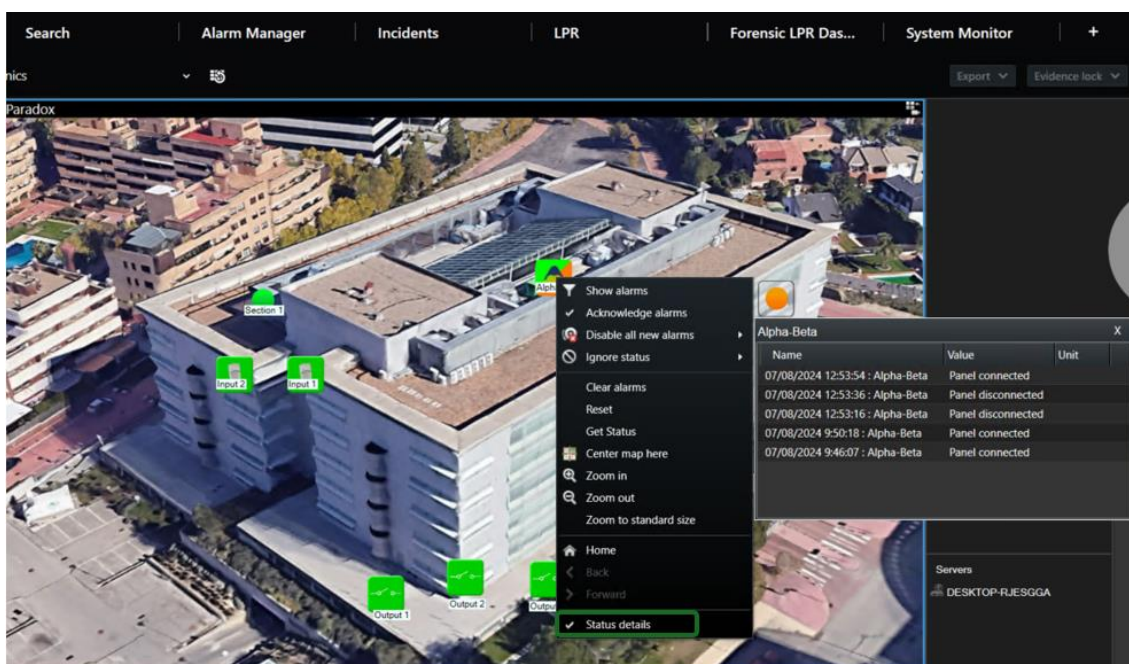 Search Alarm Manager Incidents LPR Forensic LPR Das... System Monitor +
nics Export Evidence lock
Paradox
Alph
Section 1
Input 2 Input 1
Show alarms
Acknowledge alarms
Disable all new alarms
Ignore status
Clear alarms
Reset
Get Status
Center map here
Zoom in
Zoom out
Zoom to standard size
Home
Back
Forward
Status details
Alpha-Beta X
Name Value Unit
07/08/2024 12:53:54 : Alpha-Beta Panel connected
07/08/2024 12:53:36 : Alpha-Beta Panel disconnected
07/08/2024 12:53:16 : Alpha-Beta Panel disconnected
07/08/2024 9:50:18 : Alpha-Beta Panel connected
07/08/2024 9:46:07 : Alpha-Beta Panel connected
Output 1 Output 2 Outpu
Servers
DESKTOP-RJESGGA